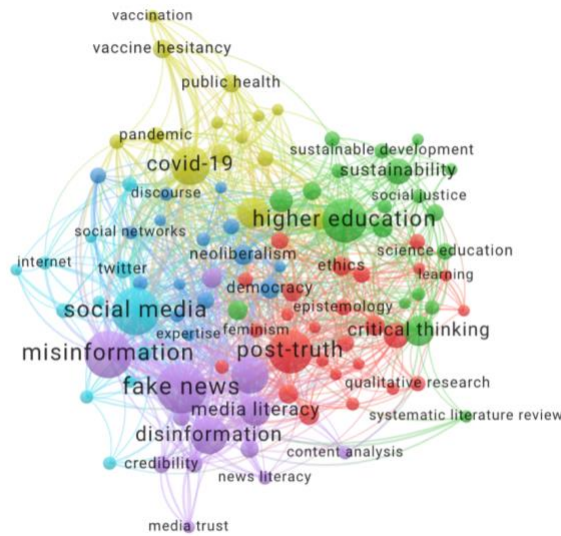 vaccination
vaccine hesitancy
public health
pandemic
covid-19
sustainable development
sustainability
discourse
social justice
higher education
social networks
neoliberalism
science education
internet
twitter
ethics
learning
democracy
social media
epistemology
expertise
feminism
critical thinking
misinformation
post-truth
fake news
qualitative research
media literacy
systematic literature review
disinformation
content analysis
credibility
news literacy
media trust